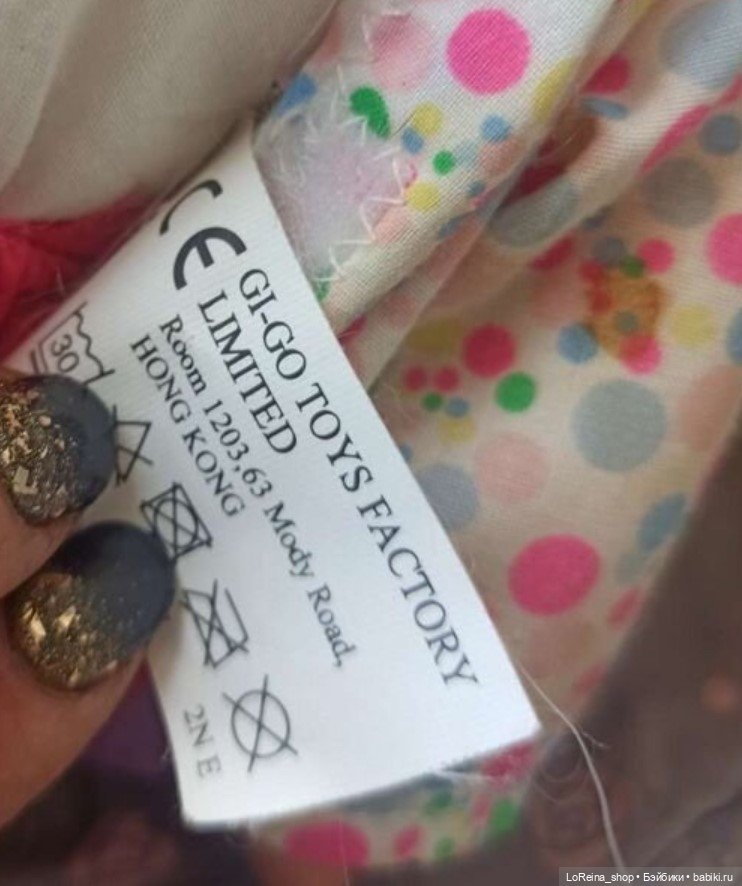 CE
GI-GO TOYS FACTORY
LIMITED
Room 1203,63 Mody Road,
HONG KONG
30
2N E
LoReina_shop • Бэйбики • babiki.ru